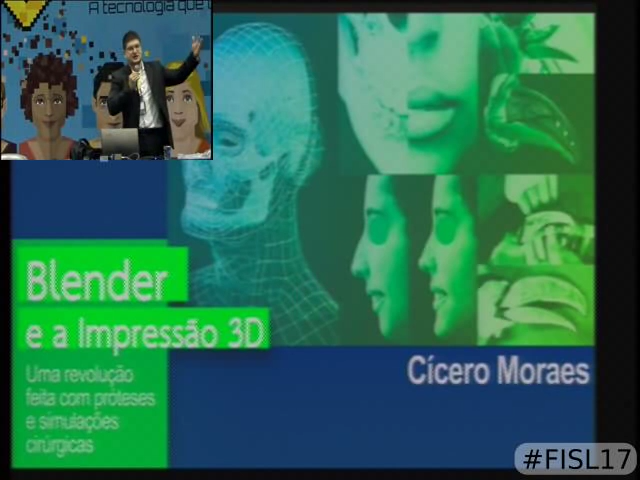 A tecnologia que
Blender
e a Impressão 3D
Uma revolução
feita com próteses
e simulações
cirúrgicas
Cícero Moraes
#FISL17